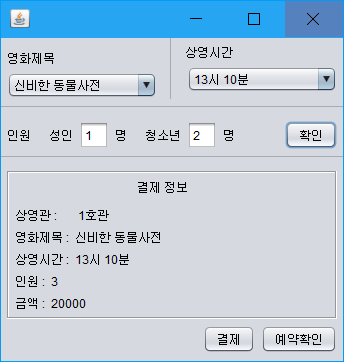 영화제목
상영시간
신비한 동물사전
13시 10분
인원 성인 1 명 청소년 2 명 확인
결제 정보
상영관 : 1호관
영화제목 : 신비한 동물사전
상영시간 : 13시 10분
인원 : 3
금액 : 20000
결제 예약확인